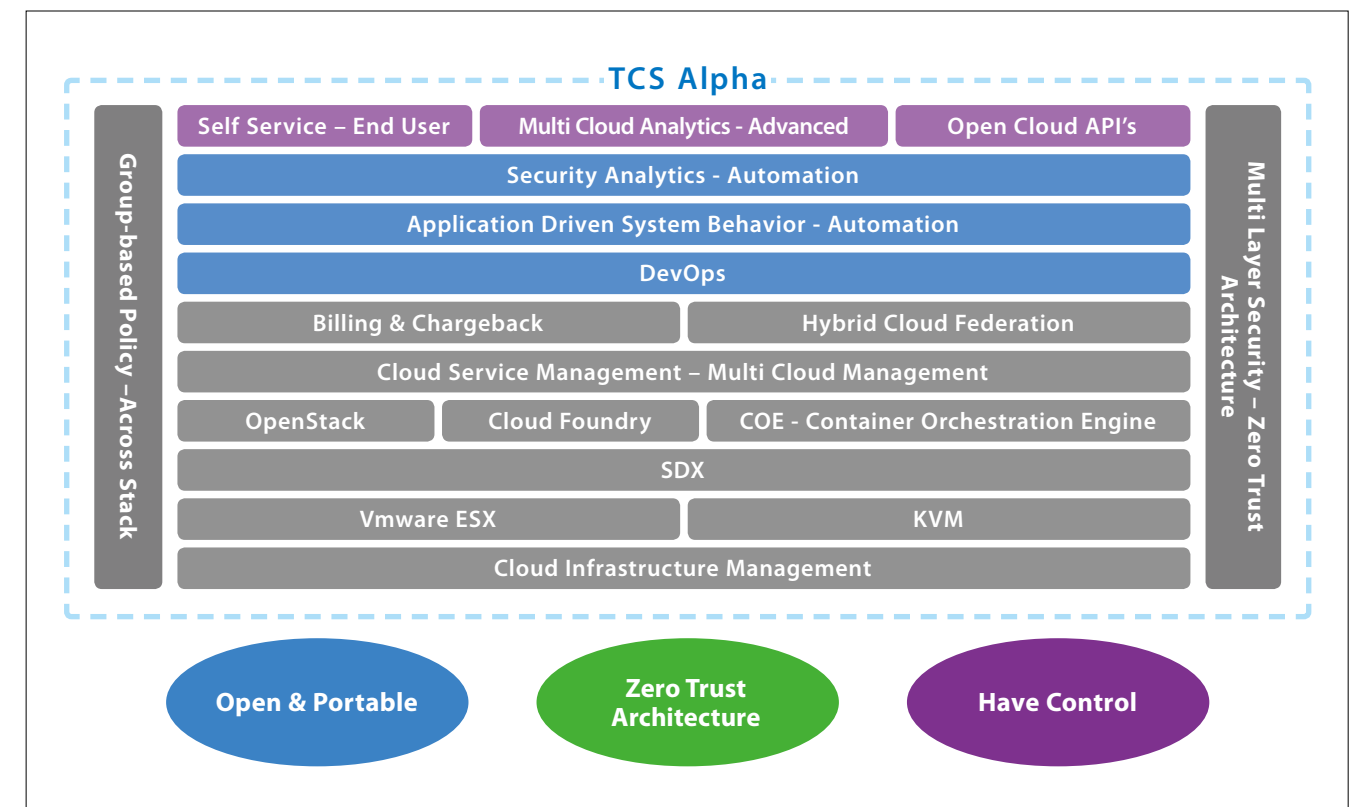 TCS Alpha
Group-based Policy –Across Stack
Self Service – End User
Multi Cloud Analytics - Advanced
Open Cloud API’s
Security Analytics - Automation
Application Driven System Behavior - Automation
DevOps
Billing & Chargeback
Hybrid Cloud Federation
Cloud Service Management – Multi Cloud Management
OpenStack
Cloud Foundry
COE - Container Orchestration Engine
SDX
Vmware ESX
KVM
Cloud Infrastructure Management
Multi Layer Security – Zero Trust
Architecture
Open & Portable
Zero Trust
Architecture
Have Control